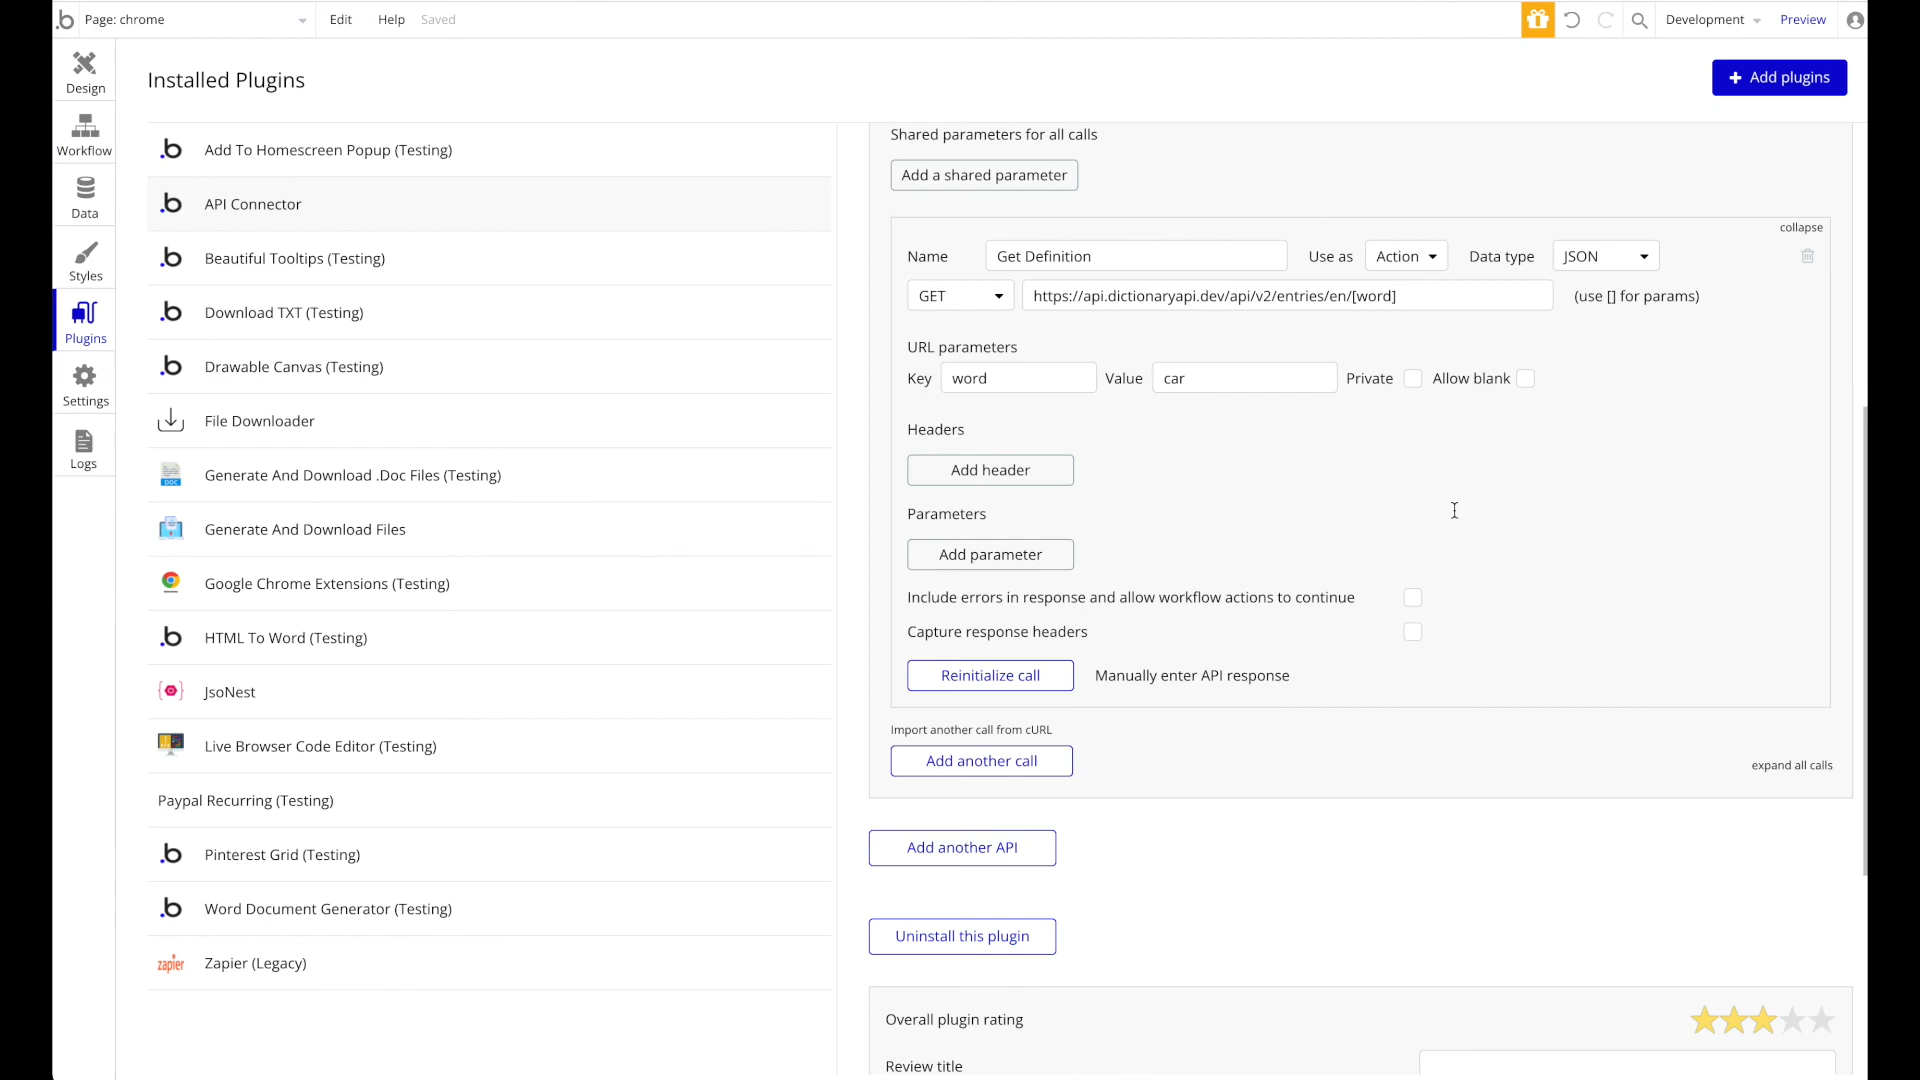 Page: chrome
Edit
Help
Saved
Development
Preview
Design
Workflow
Data
Styles
Plugins
Settings
Logs
Installed Plugins
+ Add plugins
Add To Homescreen Popup (Testing)
API Connector
Beautiful Tooltips (Testing)
Download TXT (Testing)
Drawable Canvas (Testing)
File Downloader
DOC
Generate And Download .Doc Files (Testing)
Generate And Download Files
Google Chrome Extensions (Testing)
HTML To Word (Testing)
JsoNest
Live Browser Code Editor (Testing)
Paypal Recurring (Testing)
Pinterest Grid (Testing)
Word Document Generator (Testing)
zapier
Zapier (Legacy)
Shared parameters for all calls
Add a shared parameter
collapse
Name Get Definition Use as Action Data type JSON
GET https://api.dictionaryapi.dev/api/v2/entries/en/[word] (use [] for params)
URL parameters
Key word Value car Private Allow blank
Headers
Add header
Parameters
Add parameter
Include errors in response and allow workflow actions to continue
Capture response headers
Reinitialize call Manually enter API response
Import another call from cURL
Add another call
expand all calls
Add another API
Uninstall this plugin
Overall plugin rating
Review title